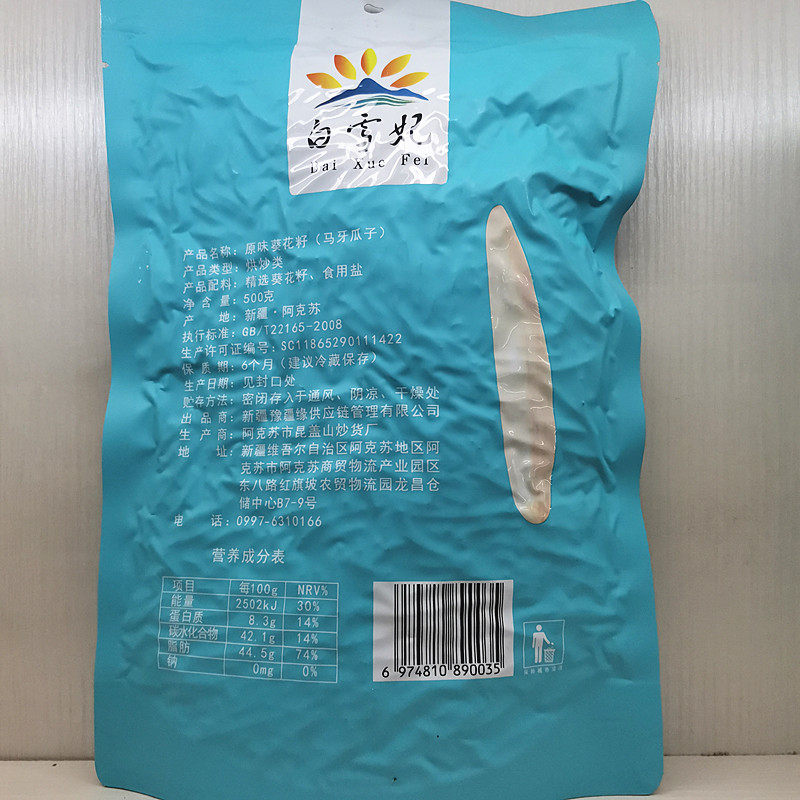 白雪妃
Bai Xue Fei
产品名称：原味葵花籽（马牙瓜子）
产品类型：烘炒类
产品配料：精选葵花籽、食用盐
净 含 量：500克
产 地：新疆·阿克苏
执行标准：GB/T22165-2008
生产许可证编号：SC11865290111422
保 质 期：6个月（建议冷藏保存）
生产日期：见封口处
贮存方法：密闭存入于通风、阴凉、干燥处
出 品 商：新疆豫疆缘供应链管理有限公司
生 产 商：阿克苏市昆盖山炒货厂
地 址：新疆维吾尔自治区阿克苏地区阿
克苏市阿克苏商贸物流产业园区
东八路红旗坡农贸物流园龙昌仓
储中心B7-9号
电 话：0997-6310166
营养成分表
项目 每100g NRV%
能量 2502kJ 30%
蛋白质 8.3g 14%
碳水化合物 42.1g 14%
脂肪 44.5g 74%
钠 0mg 0%
6 974810 890035